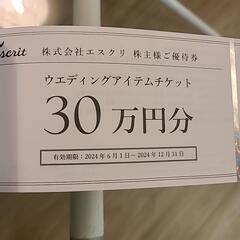 Escrit 株式会社エスクリ 株主様ご優待券
ウエディングアイテムチケット
30万円分
有効期限：2024年6月1日～2024年12月31日